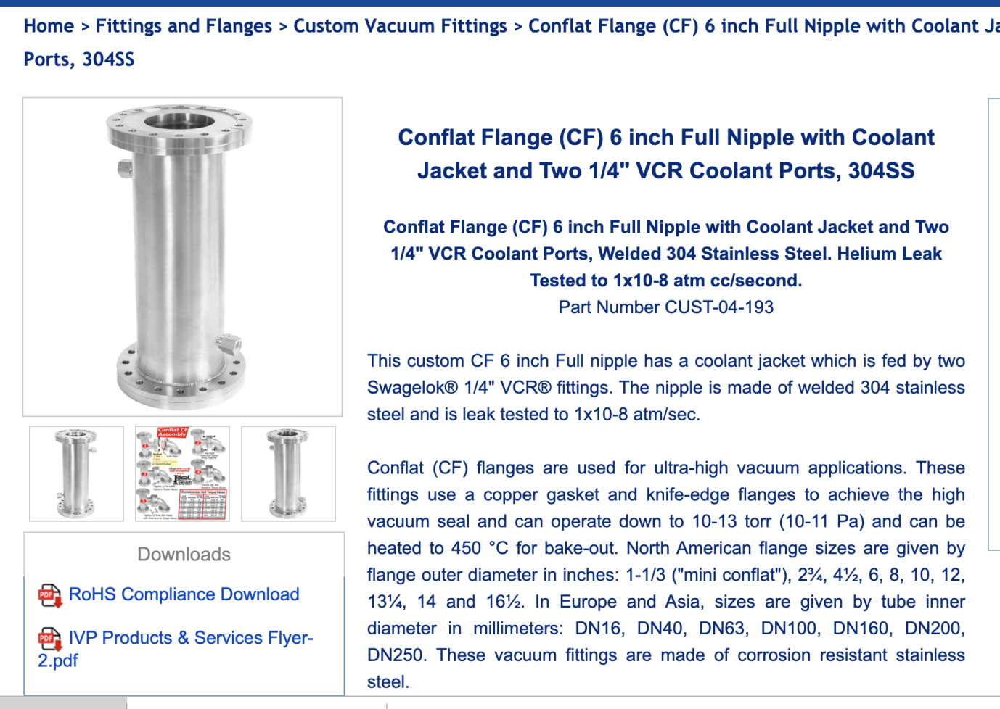 Home > Fittings and Flanges > Custom Vacuum Fittings > Conflat Flange (CF) 6 inch Full Nipple with Coolant Ja
Ports, 304SS
Conflat Flange (CF) 6 inch Full Nipple with Coolant
Jacket and Two 1/4" VCR Coolant Ports, 304SS
Conflat Flange (CF) 6 inch Full Nipple with Coolant Jacket and Two
1/4" VCR Coolant Ports, Welded 304 Stainless Steel. Helium Leak
Tested to 1x10-8 atm cc/second.
Part Number CUST-04-193
This custom CF 6 inch Full nipple has a coolant jacket which is fed by two
Swagelok® 1/4" VCR® fittings. The nipple is made of welded 304 stainless
steel and is leak tested to 1x10-8 atm/sec.
Conflat (CF) flanges are used for ultra-high vacuum applications. These
fittings use a copper gasket and knife-edge flanges to achieve the high
vacuum seal and can operate down to 10-13 torr (10-11 Pa) and can be
heated to 450 °C for bake-out. North American flange sizes are given by
flange outer diameter in inches: 1-1/3 ("mini conflat"), 2¾, 4½, 6, 8, 10, 12,
13¼, 14 and 16½. In Europe and Asia, sizes are given by tube inner
diameter in millimeters: DN16, DN40, DN63, DN100, DN160, DN200,
DN250. These vacuum fittings are made of corrosion resistant stainless
steel.
Conflat CF
Assembly
Ideal
Recommended Bolt Torque Values
Downloads
PDF RoHS Compliance Download
PDF IVP Products & Services Flyer-
2.pdf